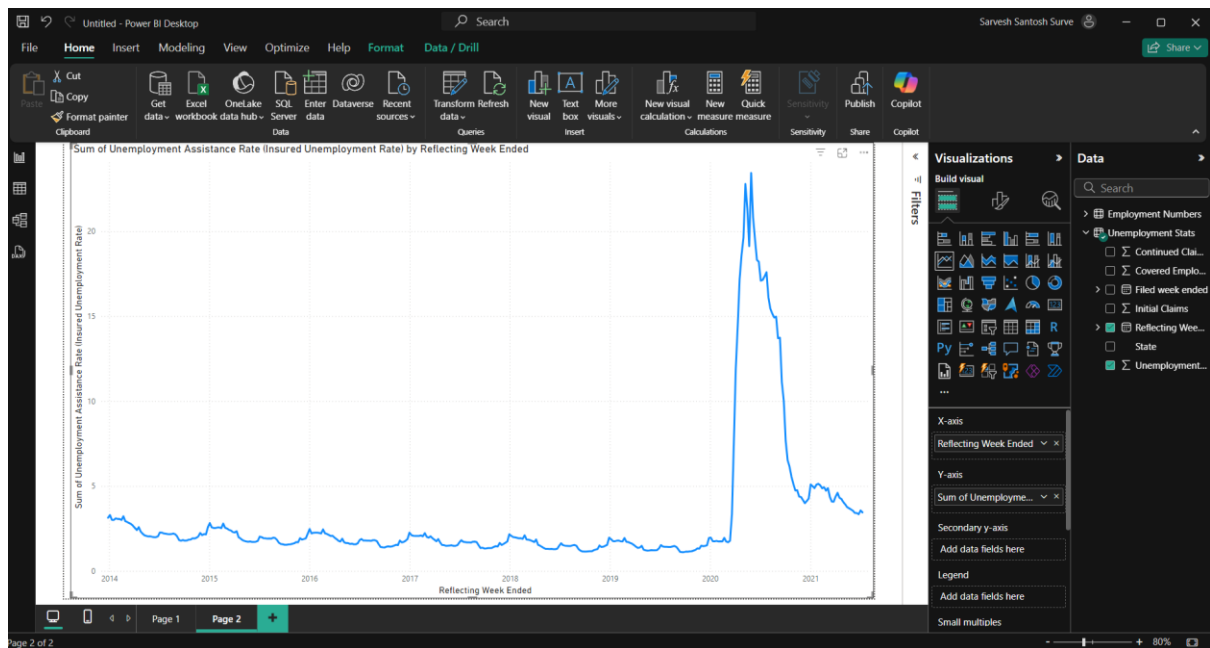 Untitled - Power BI Desktop
Search
Sarvesh Santosh Surve
File Home Insert Modeling View Optimize Help Format Data / Drill
Share
Paste
Cut
Copy
Format painter
Clipboard
Get data
Excel workbook
OneLake data hub
SQL Server
Enter data
Dataverse
Recent sources
Data
Transform data
Refresh
Queries
New visual
Text box
More visuals
Insert
New visual calculation
New measure
Quick measure
Calculations
Sensitivity
Sensitivity
Publish
Share
Copilot
Copilot
Sum of Unemployment Assistance Rate (Insured Unemployment Rate) by Reflecting Week Ended
Sum of Unemployment Assistance Rate (Insured Unemployment Rate)
20
15
10
5
0
2014 2015 2016 2017 2018 2019 2020 2021
Reflecting Week Ended
Filters
Visualizations
Build visual
R
Py
...
X-axis
Reflecting Week Ended
Y-axis
Sum of Unemployme...
Secondary y-axis
Add data fields here
Legend
Add data fields here
Small multiples
Data
Search
Employment Numbers
Unemployment Stats
Continued Clai...
Covered Emplo...
Filed week ended
Initial Claims
Reflecting Wee...
State
Unemployment...
Page 1 Page 2 +
Page 2 of 2
- + 80%